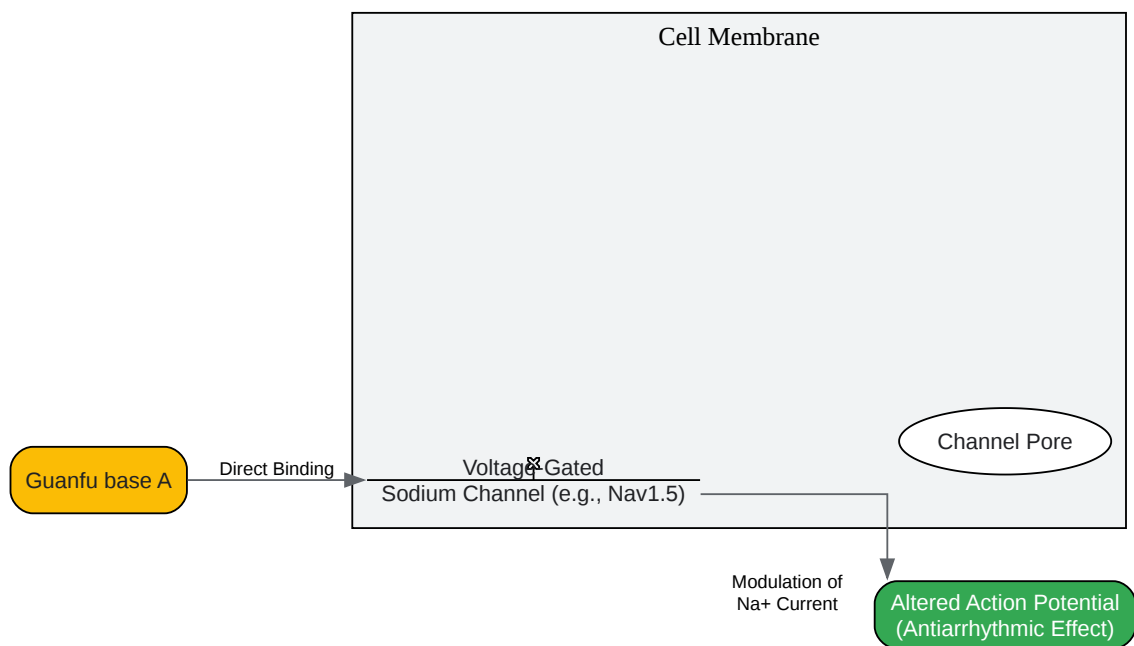 Cell Membrane
Channel Pore
Guanfu base A
Direct Binding
Voltage-Gated
Sodium Channel (e.g., Nav1.5)
Modulation of
Na+ Current
Altered Action Potential
(Antiarrhythmic Effect)